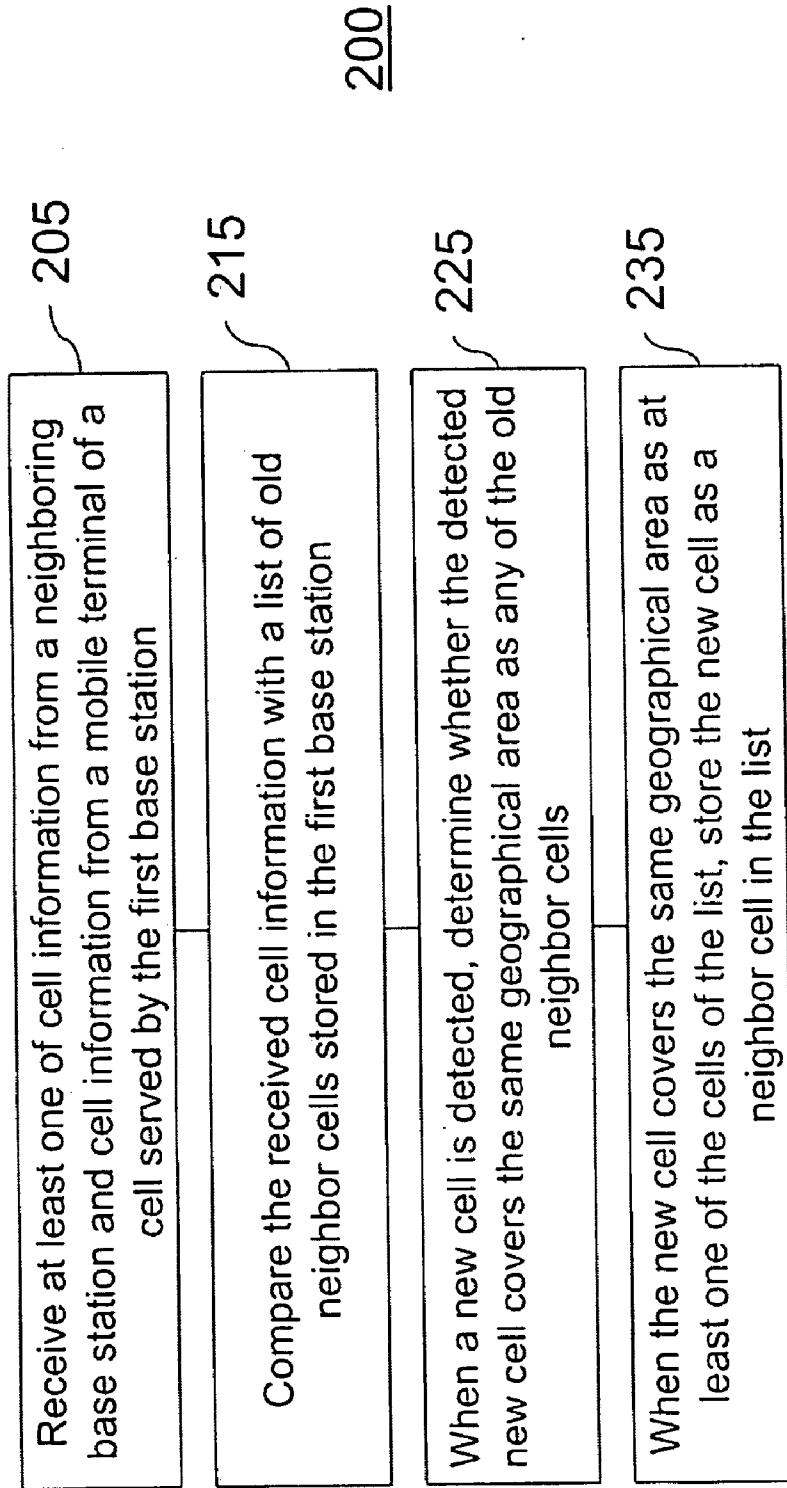 200
Receive at least one of cell information from a neighboring
base station and cell information from a mobile terminal of a
cell served by the first base station
205
Compare the received cell information with a list of old
neighbor cells stored in the first base station
215
When a new cell is detected, determine whether the detected
new cell covers the same geographical area as any of the old
neighbor cells
225
When the new cell covers the same geographical area as at
least one of the cells of the list, store the new cell as a
neighbor cell in the list
235